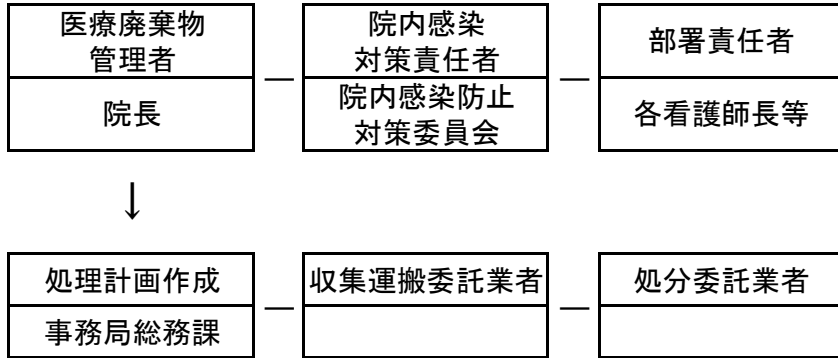 医療廃棄物
管理者
院長
院内感染
対策責任者
院内感染防止
対策委員会
部署責任者
各看護師長等
↓
処理計画作成
事務局総務課
収集運搬委託業者
処分委託業者